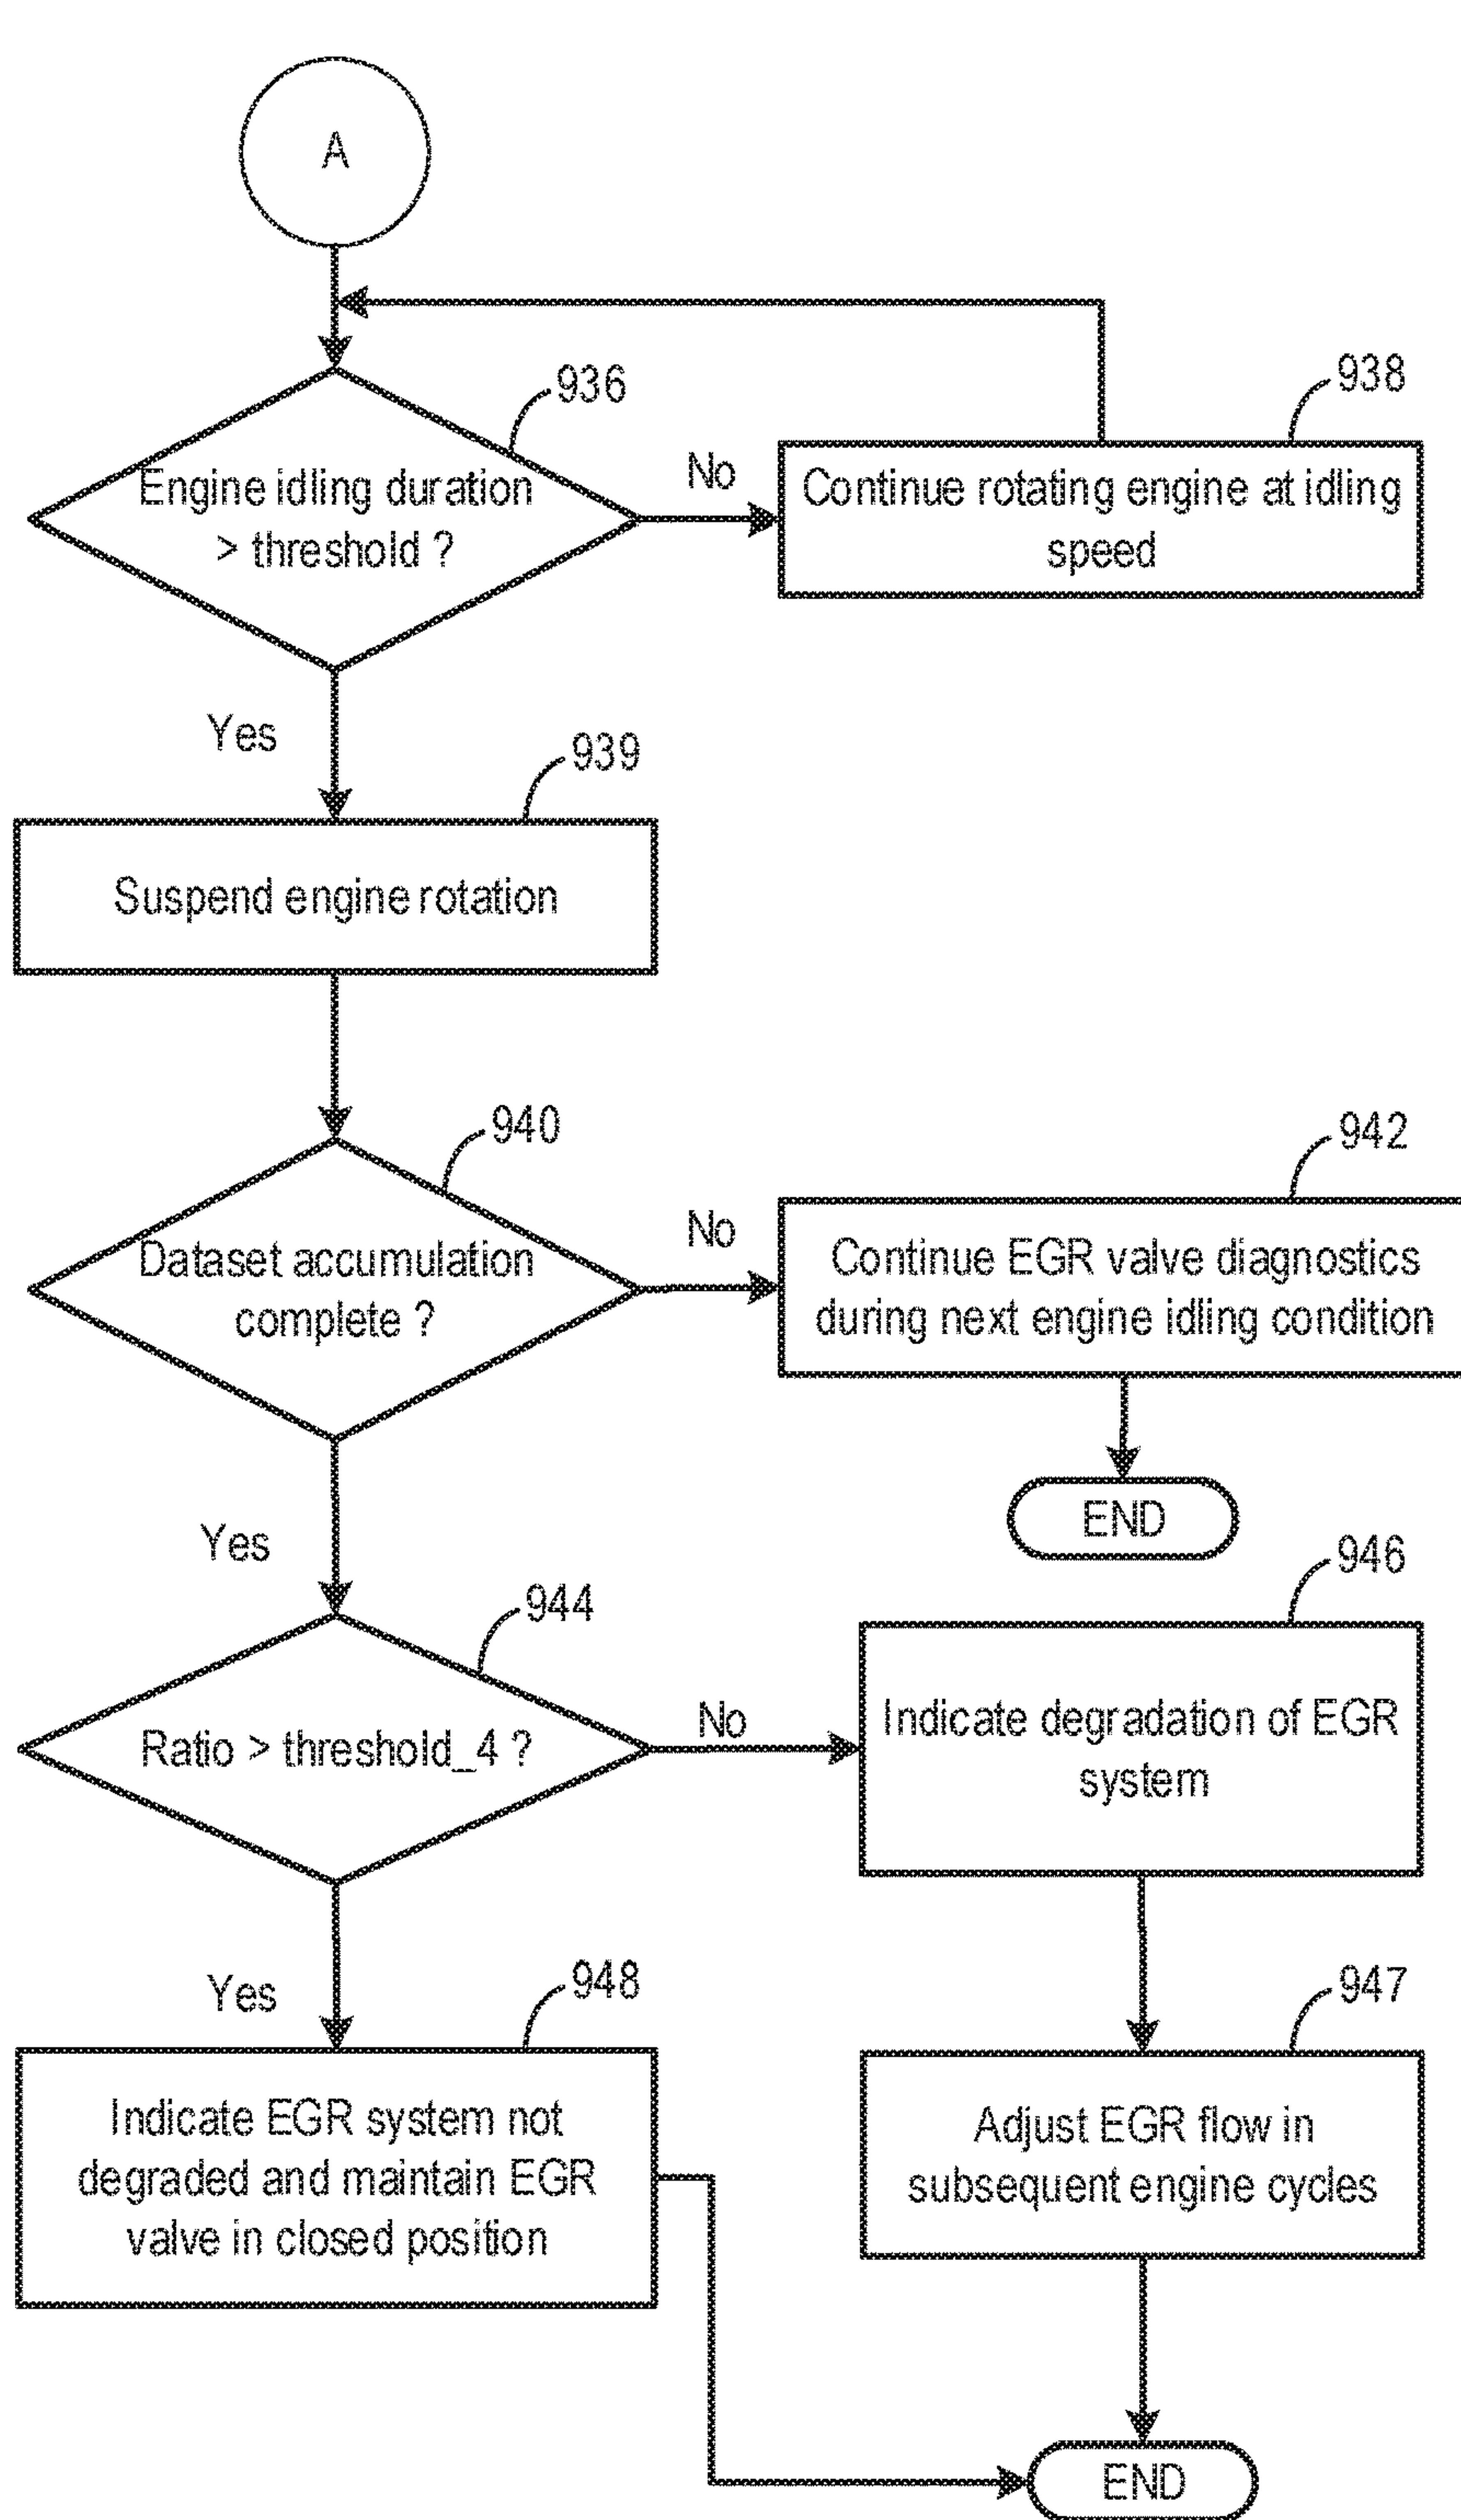 A
936
Engine idling duration
> threshold ?
No
938
Continue rotating engine at idling
speed
Yes
939
Suspend engine rotation
940
Dataset accumulation
complete ?
No
942
Continue EGR valve diagnostics
during next engine idling condition
END
Yes
944
Ratio > threshold_4 ?
No
946
Indicate degradation of EGR
system
Yes
948
Indicate EGR system not
degraded and maintain EGR
valve in closed position
947
Adjust EGR flow in
subsequent engine cycles
END